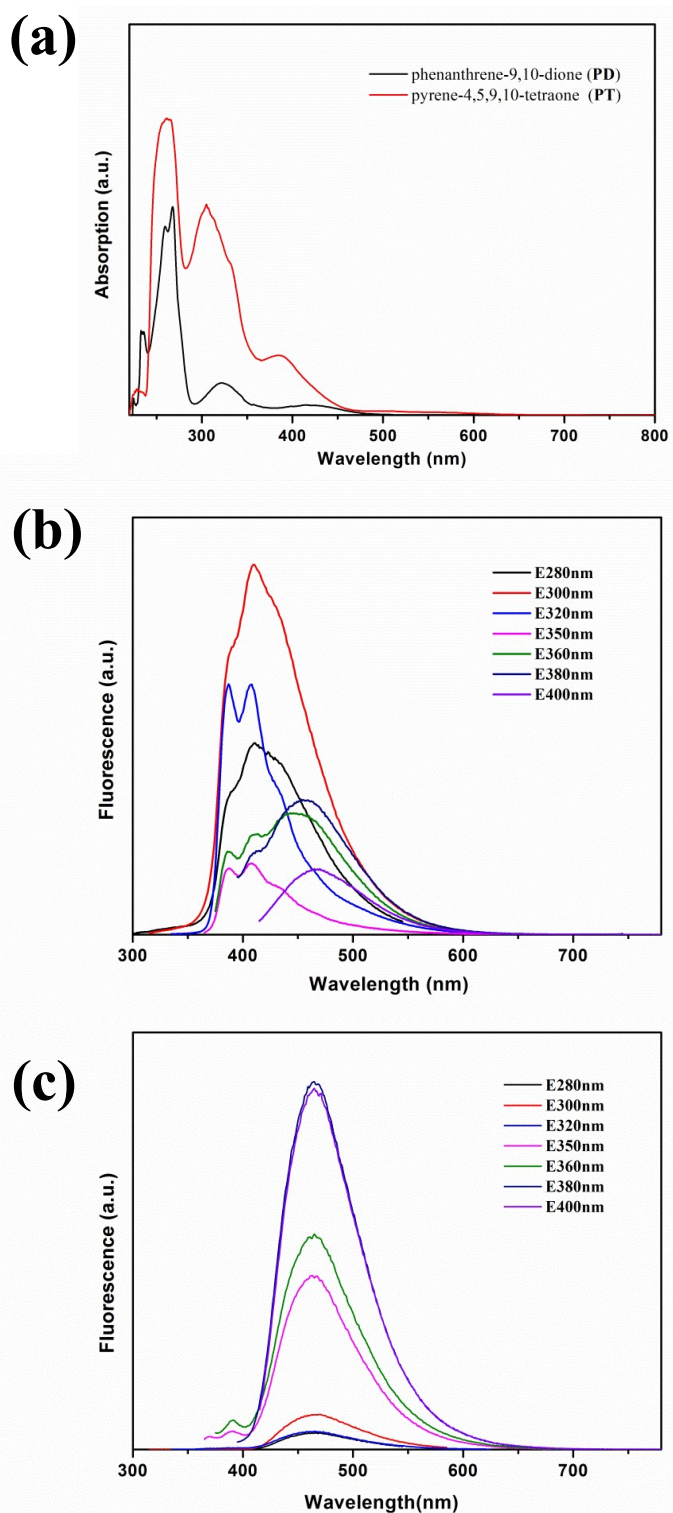 (a)
phenanthrene-9,10-dione (PD)
pyrene-4,5,9,10-tetraone (PT)
Absorption (a.u.)
300 400 500 600 700 800
Wavelength (nm)
(b)
E280nm
E300nm
E320nm
E350nm
E360nm
E380nm
E400nm
Fluorescence (a.u.)
300 400 500 600 700
Wavelength (nm)
(c)
E280nm
E300nm
E320nm
E350nm
E360nm
E380nm
E400nm
Fluorescence (a.u.)
300 400 500 600 700
Wavelength(nm)